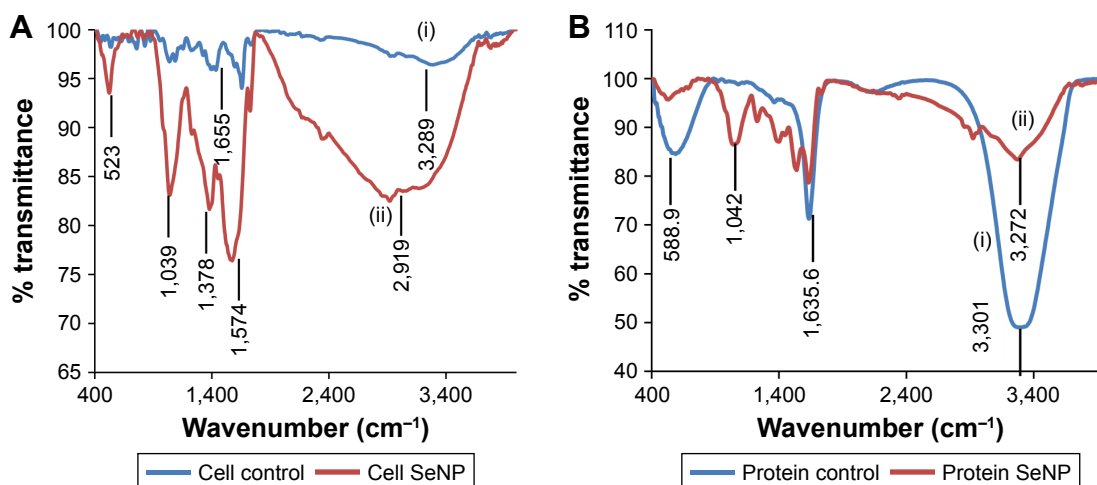 A
% transmittance
100
95
90
85
80
75
70
65
400
1,400
2,400
3,400
Wavenumber (cm⁻¹)
523
1,039
1,378
1,655
1,574
2,919
3,289
(i)
(ii)
Cell control
Cell SeNP
B
% transmittance
110
100
90
80
70
60
50
40
400
1,400
2,400
3,400
Wavenumber (cm⁻¹)
588.9
1,042
1,635.6
3,301
3,272
(i)
(ii)
Protein control
Protein SeNP